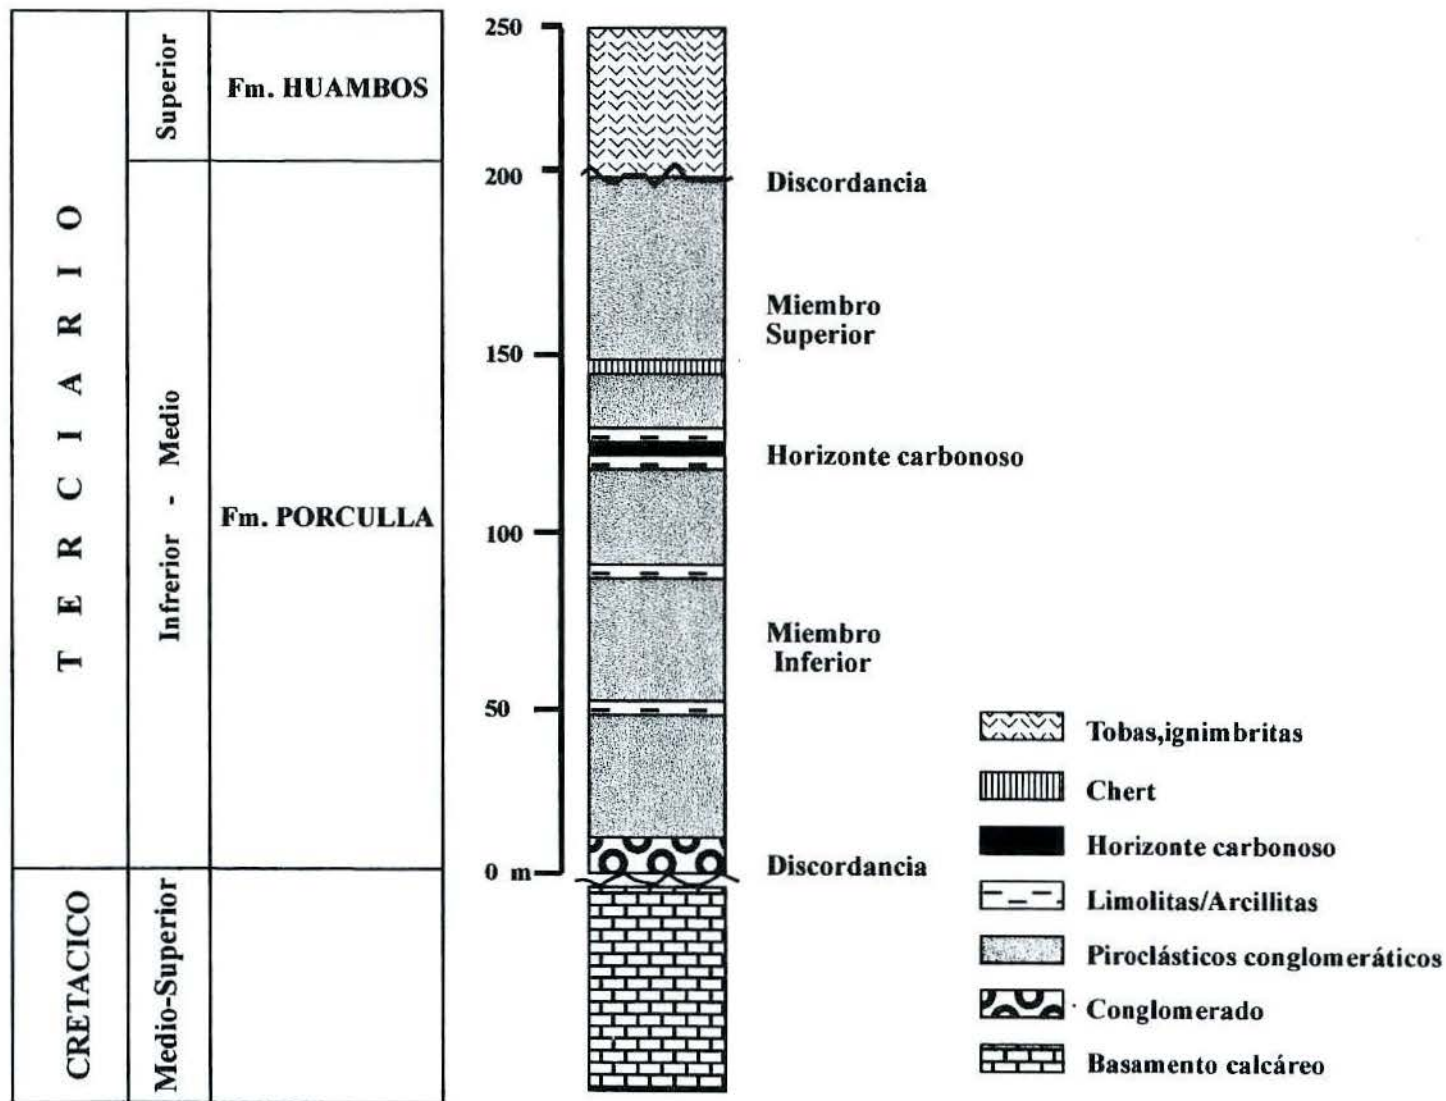 TERCIARIO
Superior
Fm. HUAMBOS
Infrerior - Medio
Fm. PORCULLA
CRETACICO
Medio-Superior
250
200
150
100
50
0 m
Discordancia
Miembro
Superior
Horizonte carbonoso
Miembro
Inferior
Discordancia
Tobas,ignimbritas
Chert
Horizonte carbonoso
Limolitas/Arcillitas
Piroclásticos conglomeráticos
Conglomerado
Basamento calcáreo